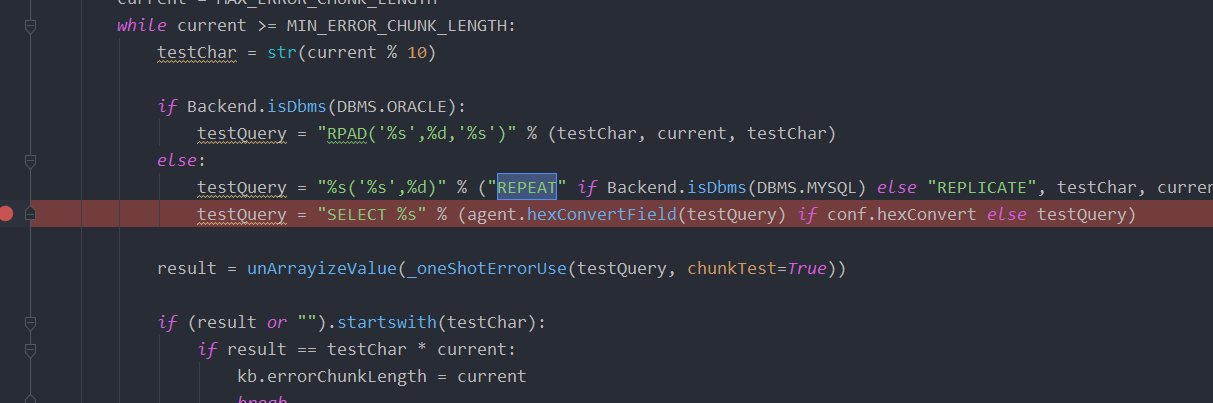 current = MAX_ERROR_CHUNK_LENGTH
while current >= MIN_ERROR_CHUNK_LENGTH:
testChar = str(current % 10)
if Backend.isDbms(DBMS.ORACLE):
testQuery = "RPAD('%s',%d,'%s')" % (testChar, current, testChar)
else:
testQuery = "%s('%s',%d)" % ("REPEAT" if Backend.isDbms(DBMS.MYSQL) else "REPLICATE", testChar, curre
testQuery = "SELECT %s" % (agent.hexConvertField(testQuery) if conf.hexConvert else testQuery)
result = unArrayizeValue(_oneShotErrorUse(testQuery, chunkTest=True))
if (result or "").startswith(testChar):
if result == testChar * current:
kb.errorChunkLength = current
break